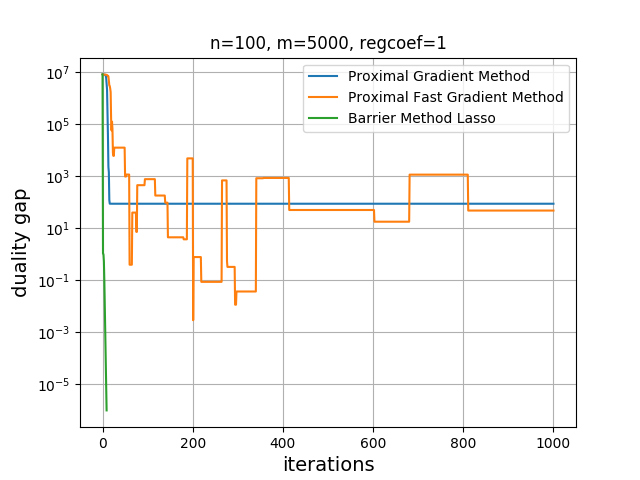 n=100, m=5000, regcoef=1
Proximal Gradient Method
Proximal Fast Gradient Method
Barrier Method Lasso
duality gap
10^7
10^5
10^3
10^1
10^−1
10^−3
10^−5
0 200 400 600 800 1000
iterations